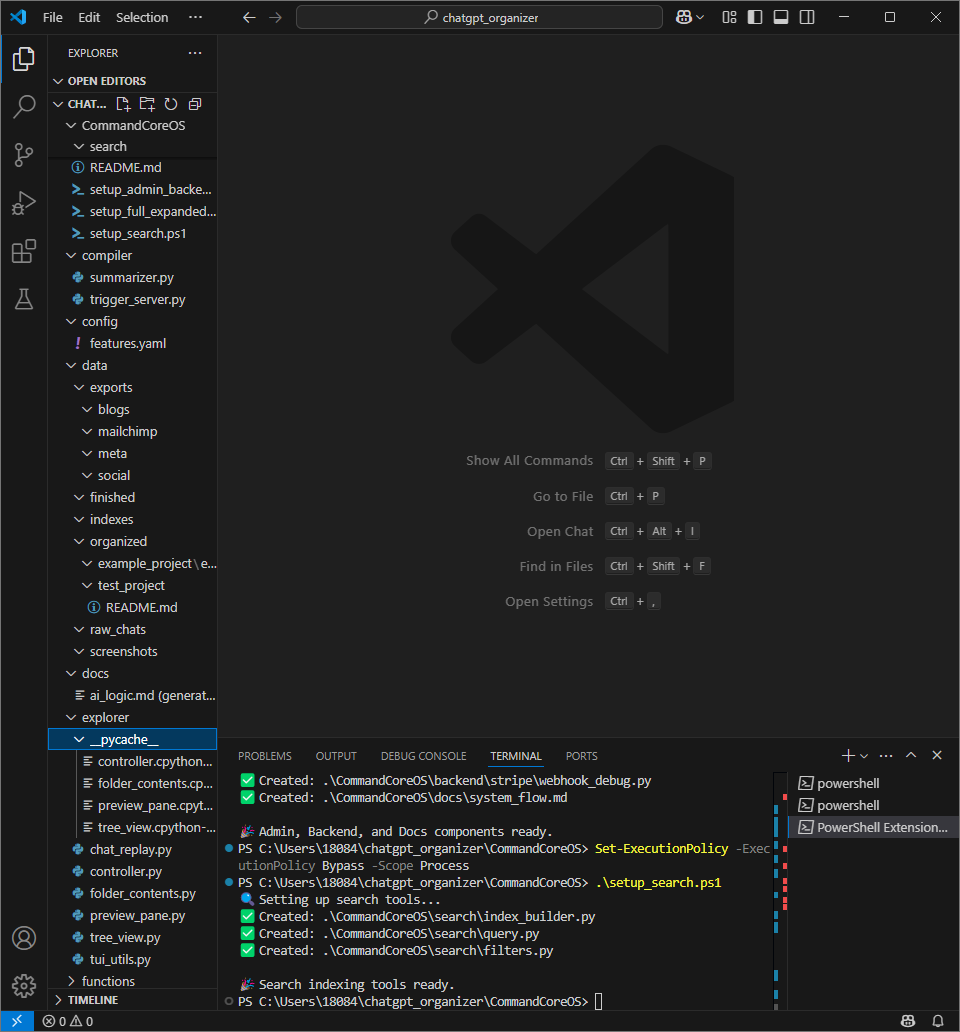 File Edit Selection ··· chatgpt_organizer
EXPLORER ···
OPEN EDITORS
CHAT...
CommandCoreOS
search
README.md
setup_admin_backe...
setup_full_expanded...
setup_search.ps1
compiler
summarizer.py
trigger_server.py
config
! features.yaml
data
exports
blogs
mailchimp
meta
social
finished
indexes
organized
example_project\e...
test_project
README.md
raw_chats
screenshots
docs
ai_logic.md (generat...
explorer
__pycache__
controller.cpython...
folder_contents.cp...
preview_pane.cpyt...
tree_view.cpython-...
chat_replay.py
controller.py
folder_contents.py
preview_pane.py
tree_view.py
tui_utils.py
functions
TIMELINE
Show All Commands Ctrl + Shift + P
Go to File Ctrl + P
Open Chat Ctrl + Alt + I
Find in Files Ctrl + Shift + F
Open Settings Ctrl + ,
PROBLEMS OUTPUT DEBUG CONSOLE TERMINAL PORTS
✅ Created: .\CommandCoreOS\backend\stripe\webhook_debug.py
✅ Created: .\CommandCoreOS\docs\system_flow.md
🎉 Admin, Backend, and Docs components ready.
PS C:\Users\18084\chatgpt_organizer\CommandCoreOS> Set-ExecutionPolicy -Exec
utionPolicy Bypass -Scope Process
PS C:\Users\18084\chatgpt_organizer\CommandCoreOS> .\setup_search.ps1
🔍 Setting up search tools...
✅ Created: .\CommandCoreOS\search\index_builder.py
✅ Created: .\CommandCoreOS\search\query.py
✅ Created: .\CommandCoreOS\search\filters.py
🎉 Search indexing tools ready.
PS C:\Users\18084\chatgpt_organizer\CommandCoreOS>
powershell
powershell
PowerShell Extension...
0 0